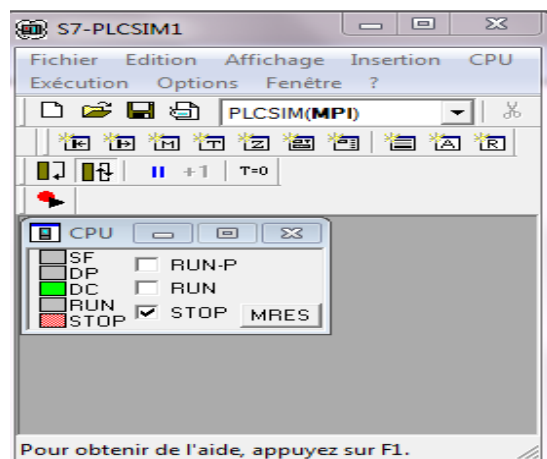 S7-PLCSIM1
Fichier Edition Affichage Insertion CPU
Exécution Options Fenêtre ?
PLCSIM(MPI)
E A M T Z A R
+1 T=0
CPU
SF
DP
DC
RUN
STOP
RUN-P
RUN
STOP
MRES
Pour obtenir de l'aide, appuyez sur F1.